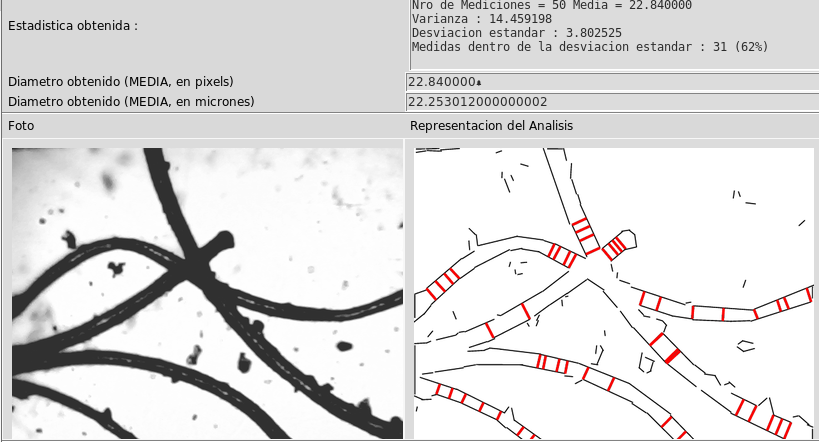 Nro de Mediciones = 50 Media = 22.840000
Varianza : 14.459198
Estadistica obtenida :
Desviacion estandar : 3.802525
Medidas dentro de la desviacion estandar : 31 (62%)
Diametro obtenido (MEDIA, en pixels)
22.840000
Diametro obtenido (MEDIA, en micrones)
22.253012000000002
Foto
Representacion del Analisis